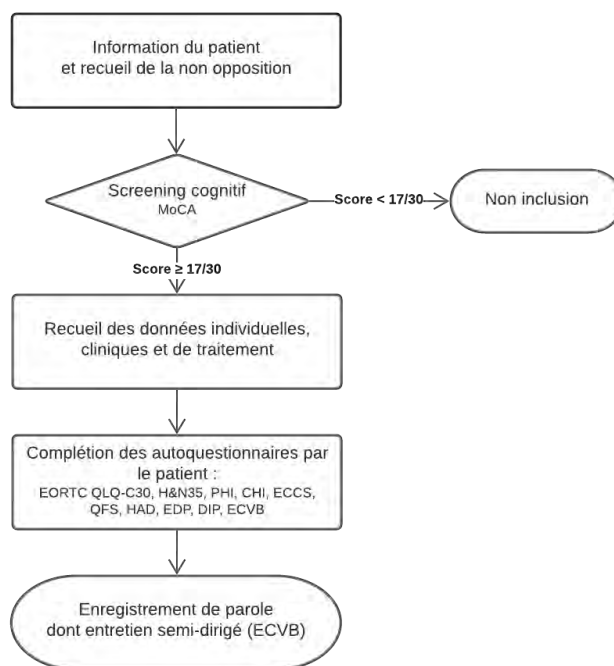 Information du patient
et recueil de la non opposition
Screening cognitif
MoCA
Score < 17/30
Non inclusion
Score ≥ 17/30
Recueil des données individuelles,
cliniques et de traitement
Complétion des autoquestionnaires par
le patient :
EORTC QLQ-C30, H&N35, PHI, CHI, ECCS,
QFS, HAD, EDP, DIP, ECVB
Enregistrement de parole
dont entretien semi-dirigé (ECVB)